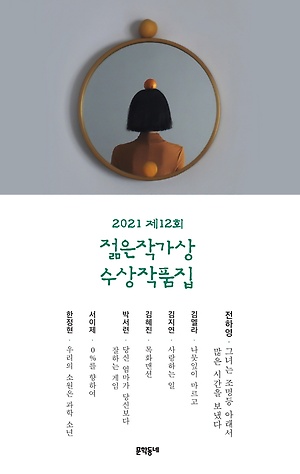 2021 제12회
젊은작가상
수상작품집
전하영 · 그녀는 조명등 아래서
많은 시간을 보냈다
김멜라 · 나뭇잎이 마르고
김지연 · 사랑하는 일
김혜진 · 목화맨션
박서련 · 당신 엄마가 당신보다
잘하는 게임
서이제 · 0%를 향하여
한정현 · 우리의 소원은 과학 소년
문학동네